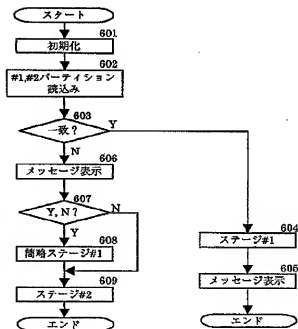 スタート
601
初期化
602
#1,#2パーティション
読込み
603
一致?
Y
N
606
メッセージ表示
607
Y,N?
N
Y
608
簡略ステージ#1
609
ステージ#2
エンド
604
ステージ#1
605
メッセージ表示
エンド